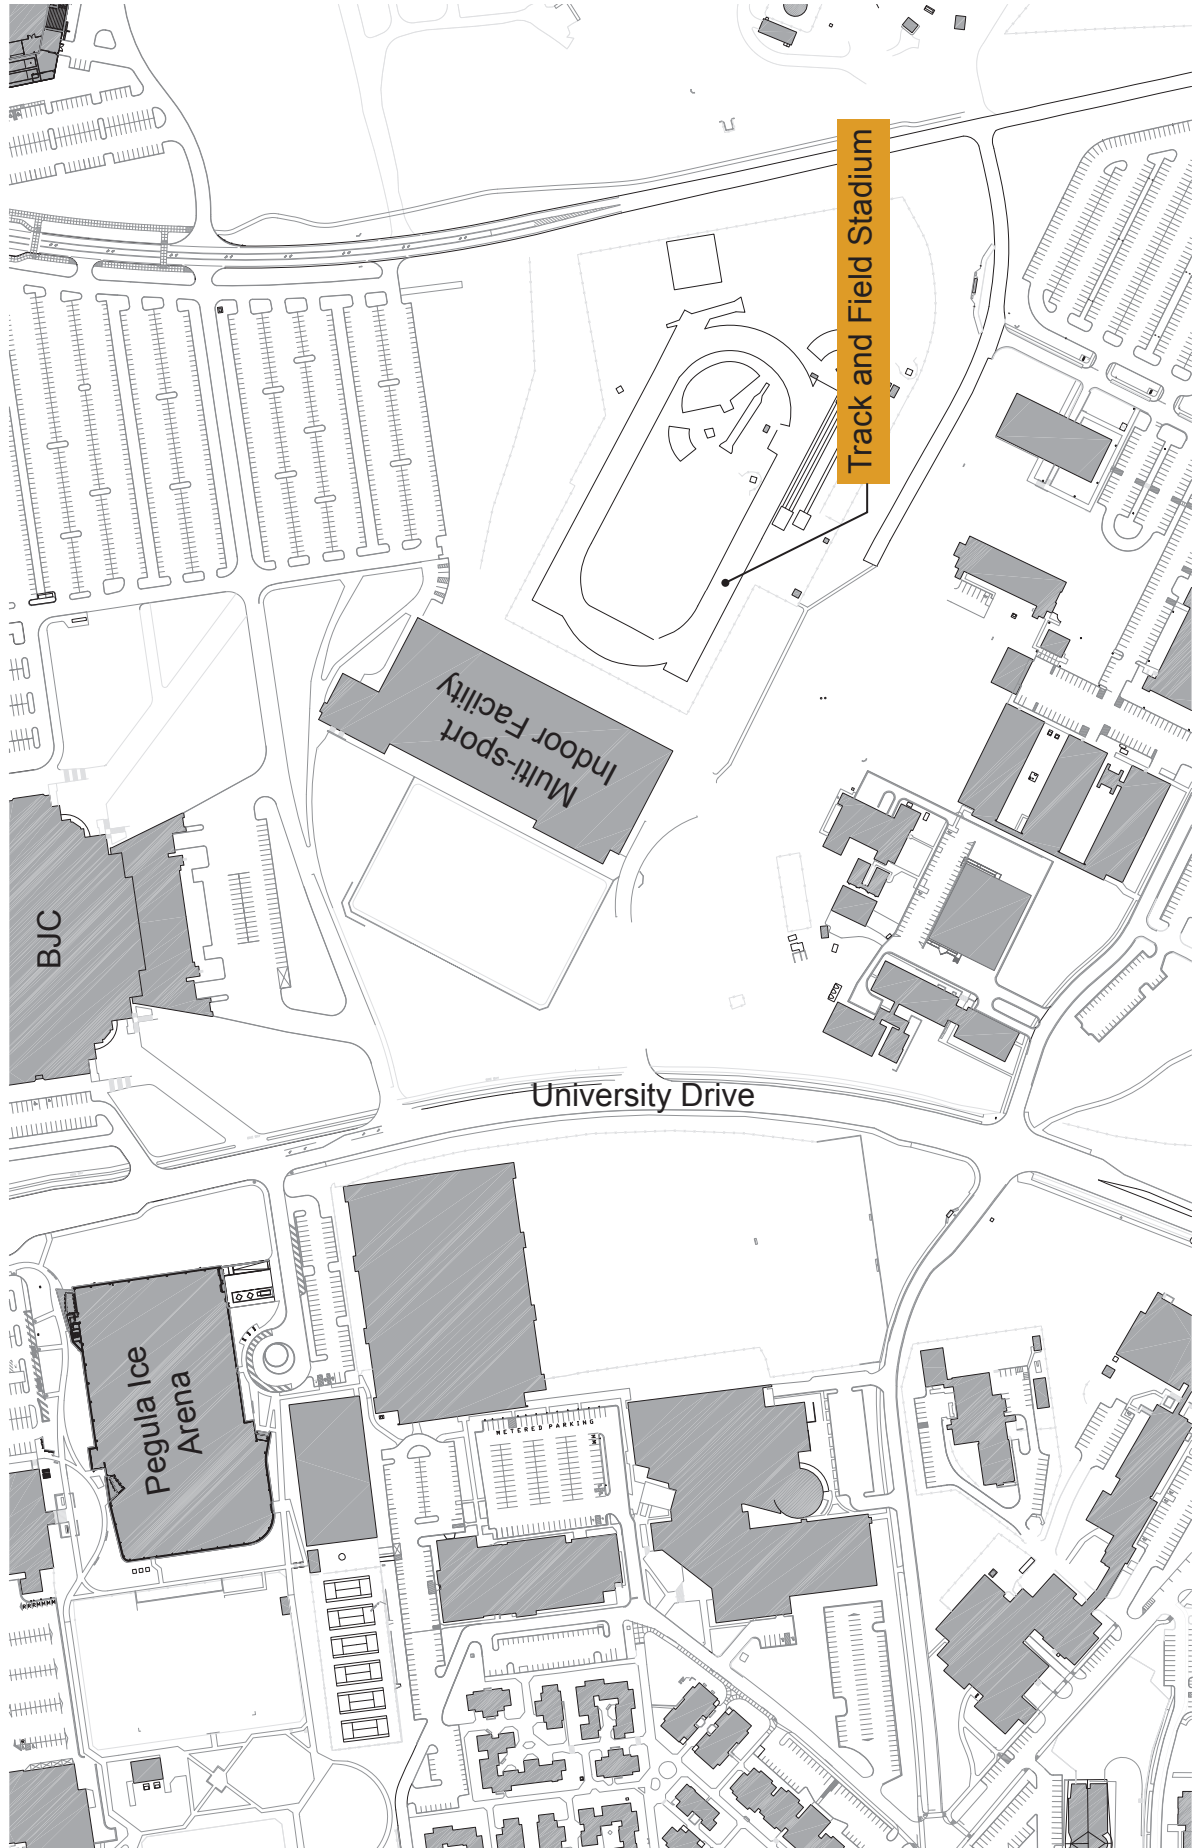 Track and Field Stadium
Multi-sport
Indoor Facility
BJC
University Drive
Pegula Ice
Arena
METERED PARKING